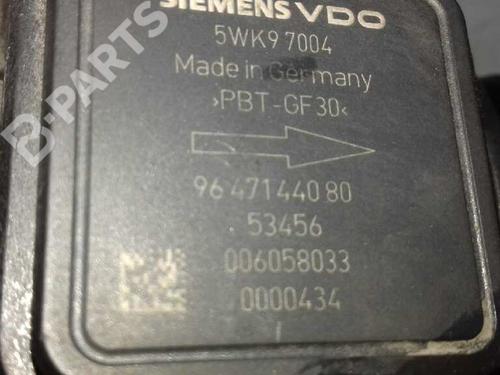 SIEMENS VDO
5WK9 7004
Made in Germany
›PBT-GF30‹
96 471 440 80
53456
006058033
0000434
B-PARTS